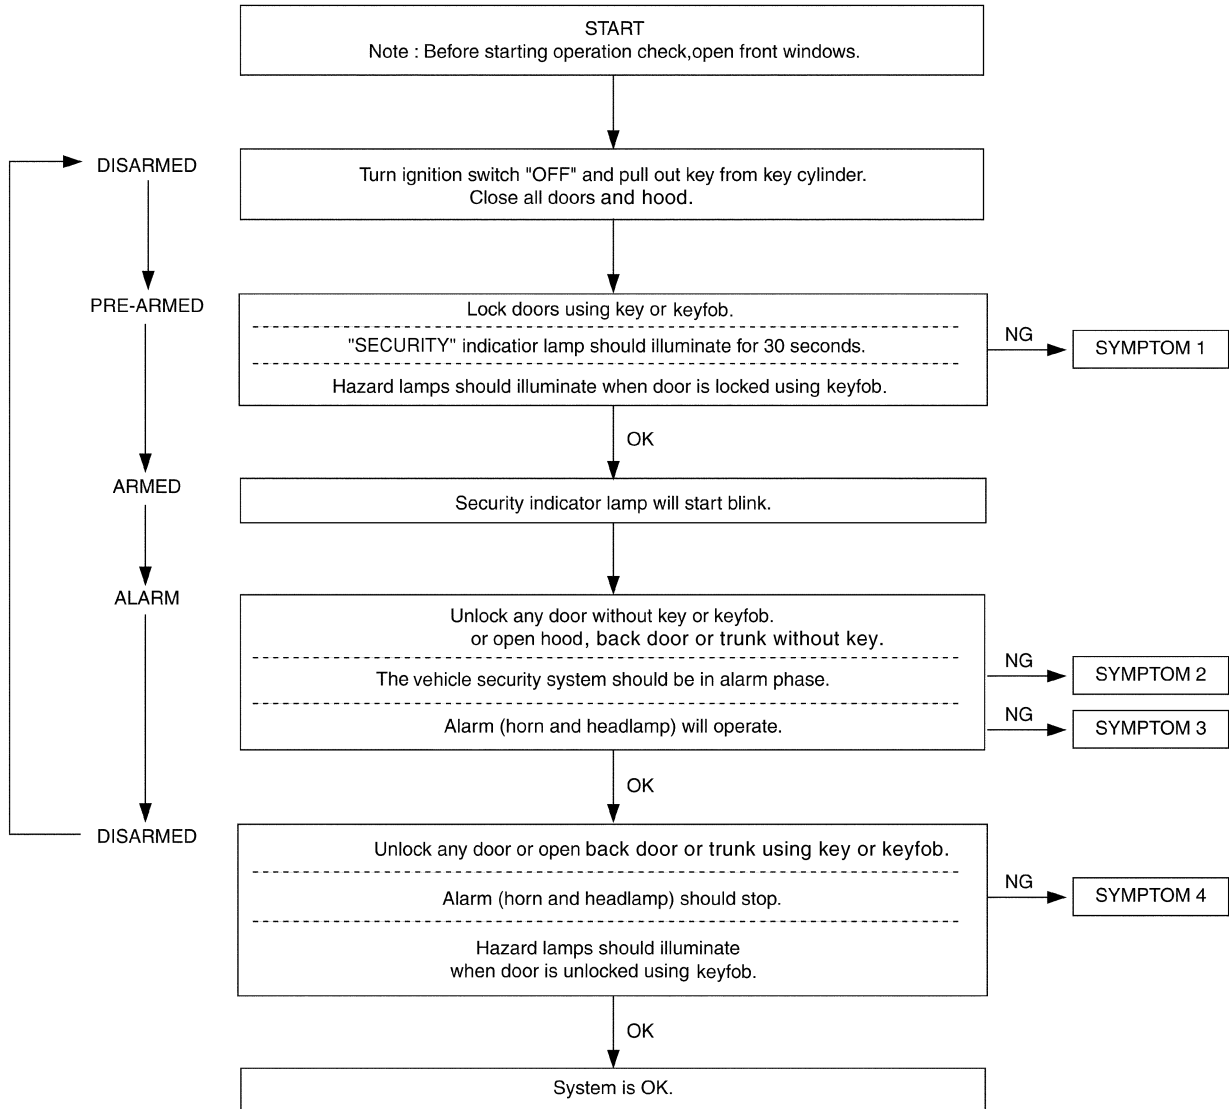 START
Note : Before starting operation check,open front windows.
DISARMED
Turn ignition switch "OFF" and pull out key from key cylinder.
Close all doors and hood.
PRE-ARMED
Lock doors using key or keyfob.
"SECURITY" indicatior lamp should illuminate for 30 seconds.
Hazard lamps should illuminate when door is locked using keyfob.
NG
SYMPTOM 1
OK
ARMED
Security indicator lamp will start blink.
ALARM
Unlock any door without key or keyfob.
or open hood, back door or trunk without key.
The vehicle security system should be in alarm phase.
NG
SYMPTOM 2
Alarm (horn and headlamp) will operate.
NG
SYMPTOM 3
OK
DISARMED
Unlock any door or open back door or trunk using key or keyfob.
Alarm (horn and headlamp) should stop.
NG
SYMPTOM 4
Hazard lamps should illuminate
when door is unlocked using keyfob.
OK
System is OK.